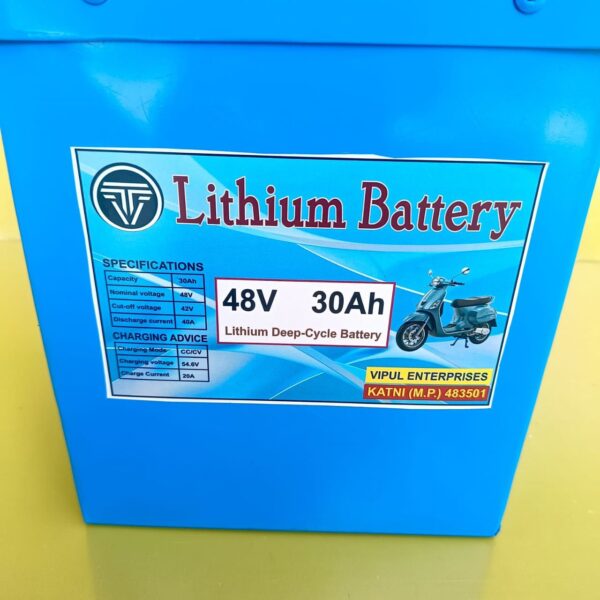 Lithium Battery
SPECIFICATIONS
Capacity 30Ah
Nominal voltage 48V
Cut-off voltage 42V
Discharge current 40A
CHARGING ADVICE
Charging Mode CC/CV
Charging voltage 54.6V
Charge Current 20A
48V 30Ah
Lithium Deep-Cycle Battery
VIPUL ENTERPRISES
KATNI (M.P.) 483501